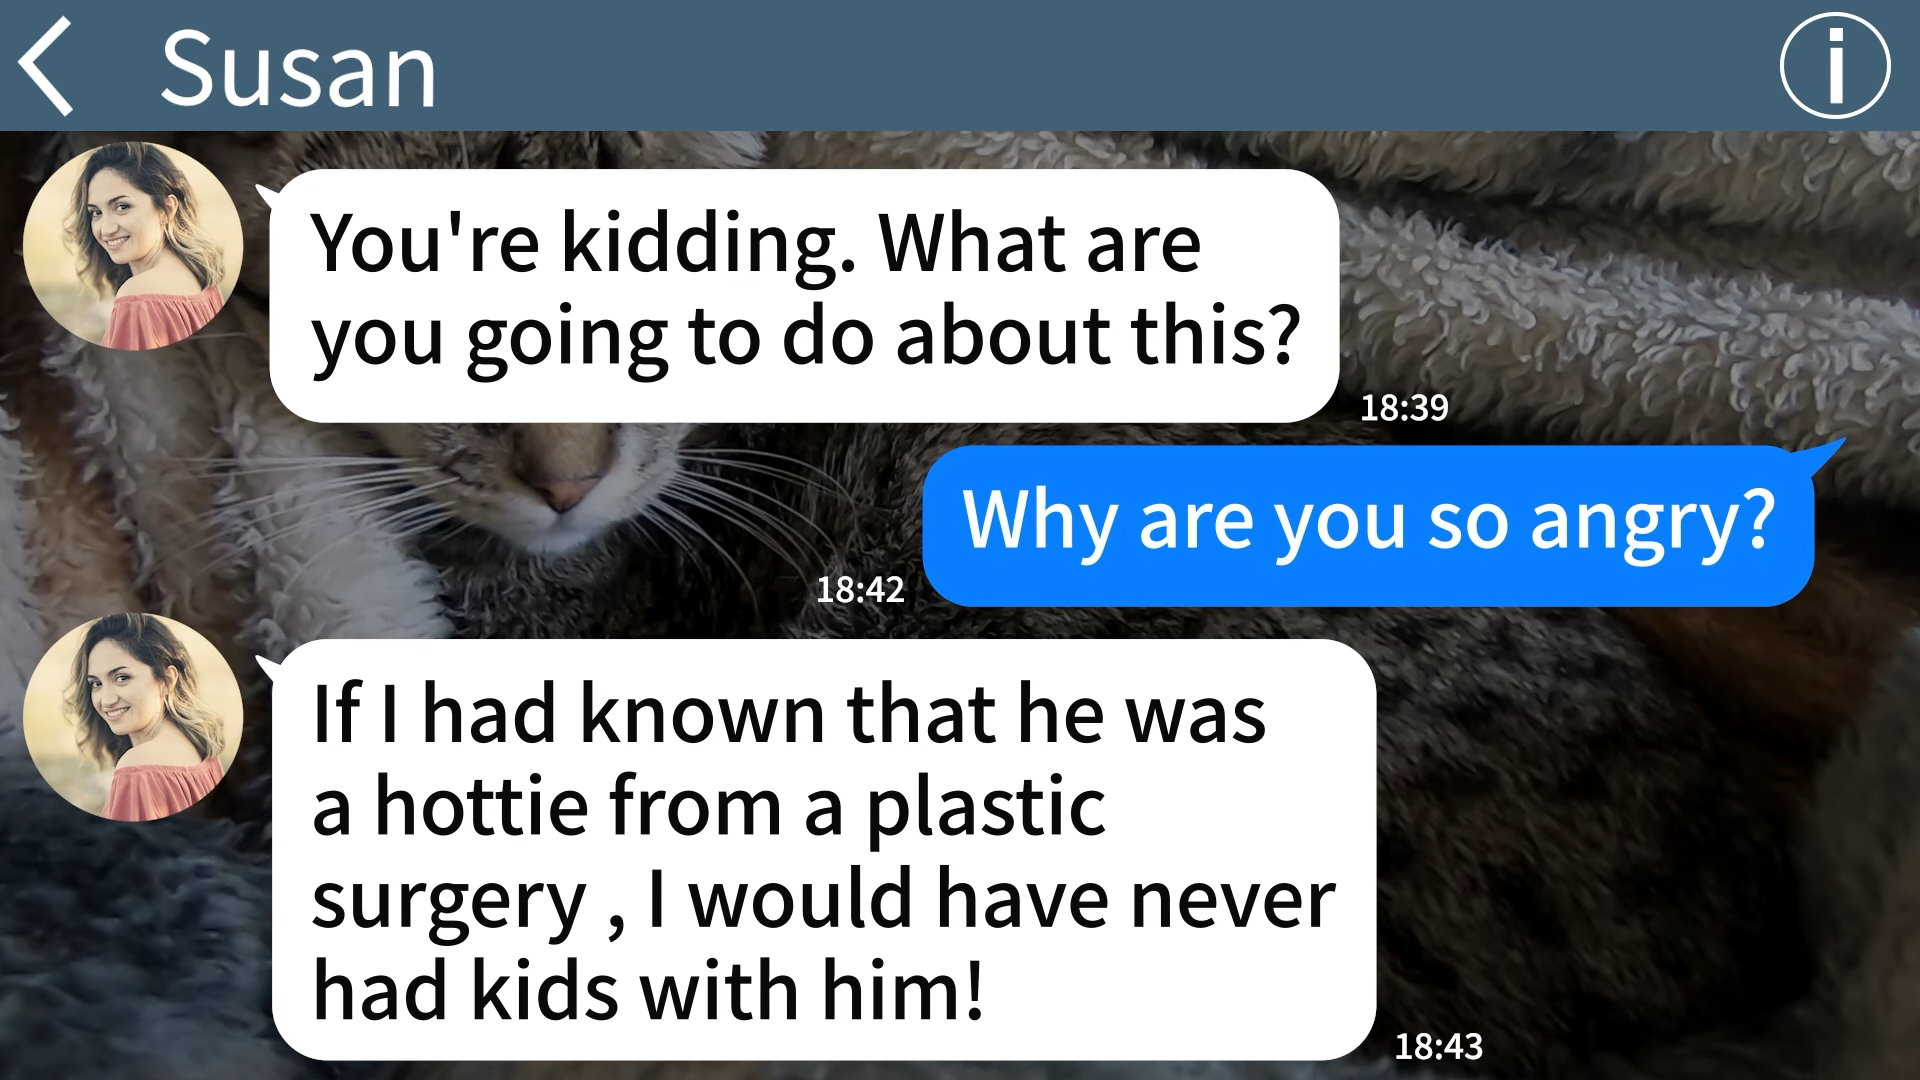 Susan
You're kidding. What are
you going to do about this?
18:39
Why are you so angry?
18:42
If I had known that he was
a hottie from a plastic
surgery , I would have never
had kids with him!
18:43